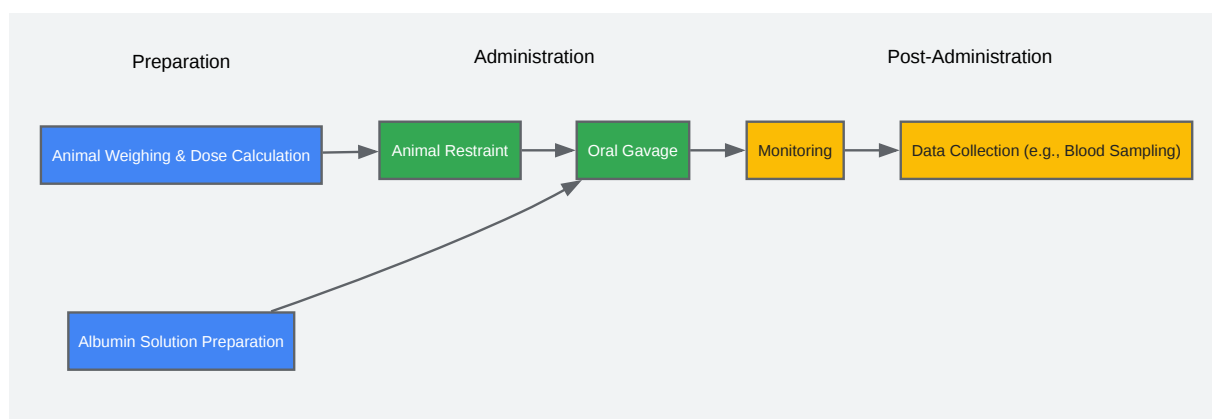 Preparation
Administration
Post-Administration
Animal Weighing & Dose Calculation
Animal Restraint
Oral Gavage
Monitoring
Data Collection (e.g., Blood Sampling)
Albumin Solution Preparation